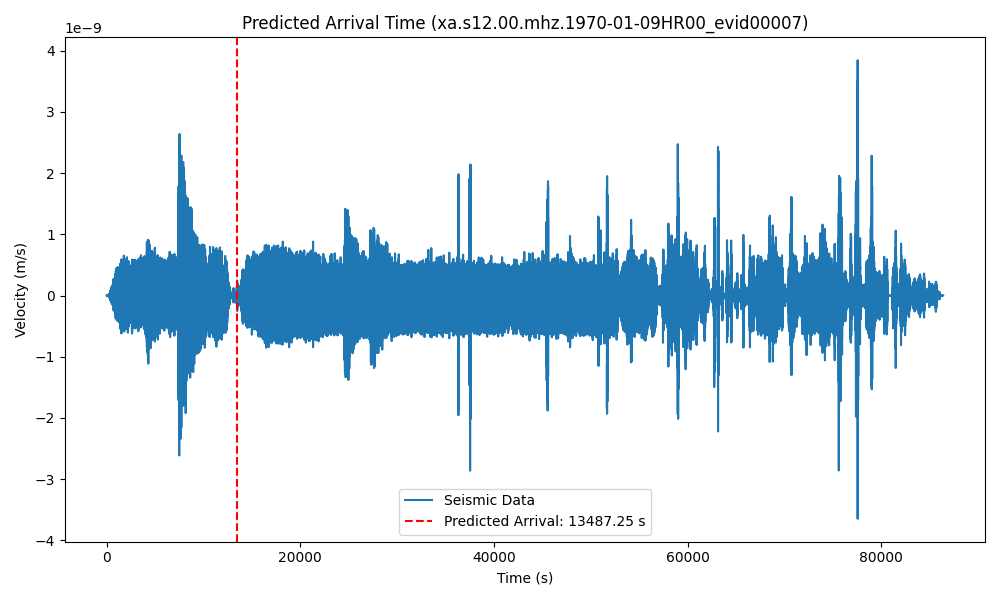 Predicted Arrival Time (xa.s12.00.mhz.1970-01-09HR00_evid00007)
1e−9
4
3
2
1
0
−1
−2
−3
−4
Velocity (m/s)
Seismic Data
Predicted Arrival: 13487.25 s
0 20000 40000 60000 80000
Time (s)